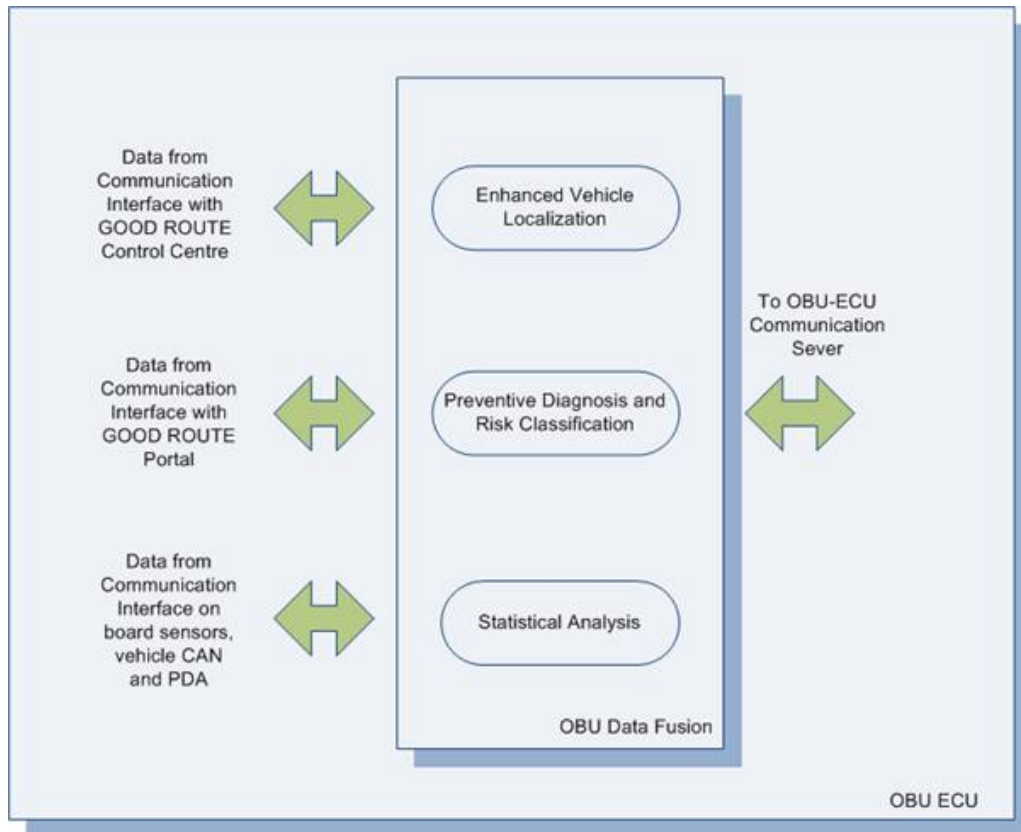 Data from
Communication
Interface with
GOOD ROUTE
Control Centre
Enhanced Vehicle
Localization
To OBU-ECU
Communication
Sever
Data from
Communication
Interface with
GOOD ROUTE
Portal
Preventive Diagnosis and
Risk Classification
Data from
Communication
Interface on
board sensors,
vehicle CAN
and PDA
Statistical Analysis
OBU Data Fusion
OBU ECU